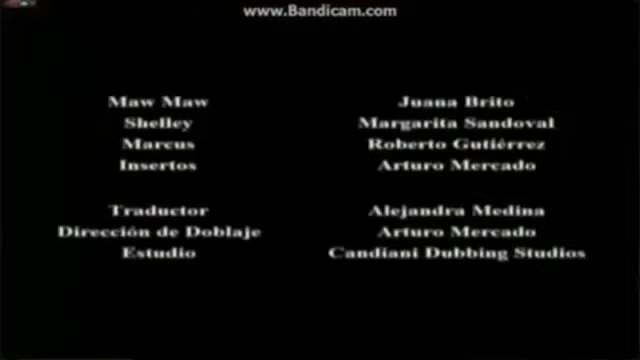 www.Bandicam.com
Maw Maw Juana Brito
Shelley Margarita Sandoval
Marcus Roberto Gutiérrez
Insertos Arturo Mercado
Traductor Alejandra Medina
Dirección de Doblaje Arturo Mercado
Estudio Candiani Dubbing Studios